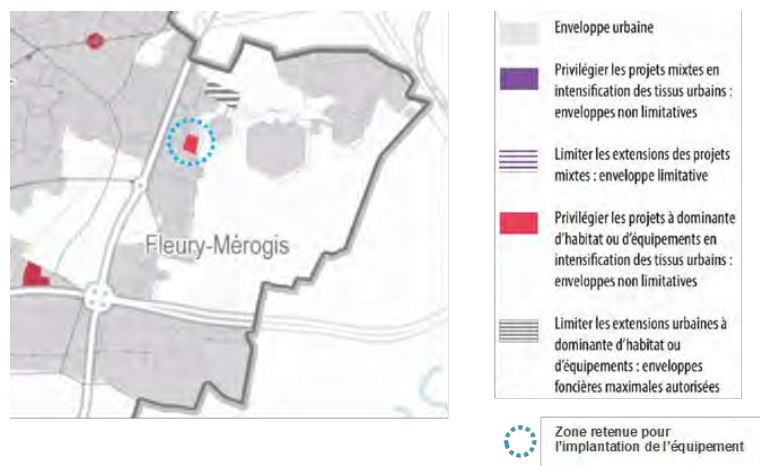 Fleury-Mérogis
Enveloppe urbaine
Privilégier les projets mixtes en
intensification des tissus urbains :
enveloppes non limitatives
Limiter les extensions des projets
mixtes : enveloppe limitative
Privilégier les projets à dominante
d'habitat ou d'équipements en
intensification des tissus urbains :
enveloppes non limitatives
Limiter les extensions urbaines à
dominante d'habitat ou
d'équipements : enveloppes
foncières maximales autorisées
Zone retenue pour
l'implantation de l'équipement